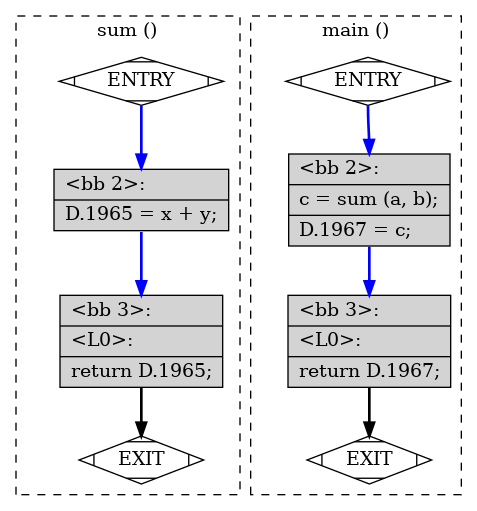 sum ()
ENTRY
<bb 2>:
D.1965 = x + y;
<bb 3>:
<L0>:
return D.1965;
EXIT
main ()
ENTRY
<bb 2>:
c = sum (a, b);
D.1967 = c;
<bb 3>:
<L0>:
return D.1967;
EXIT